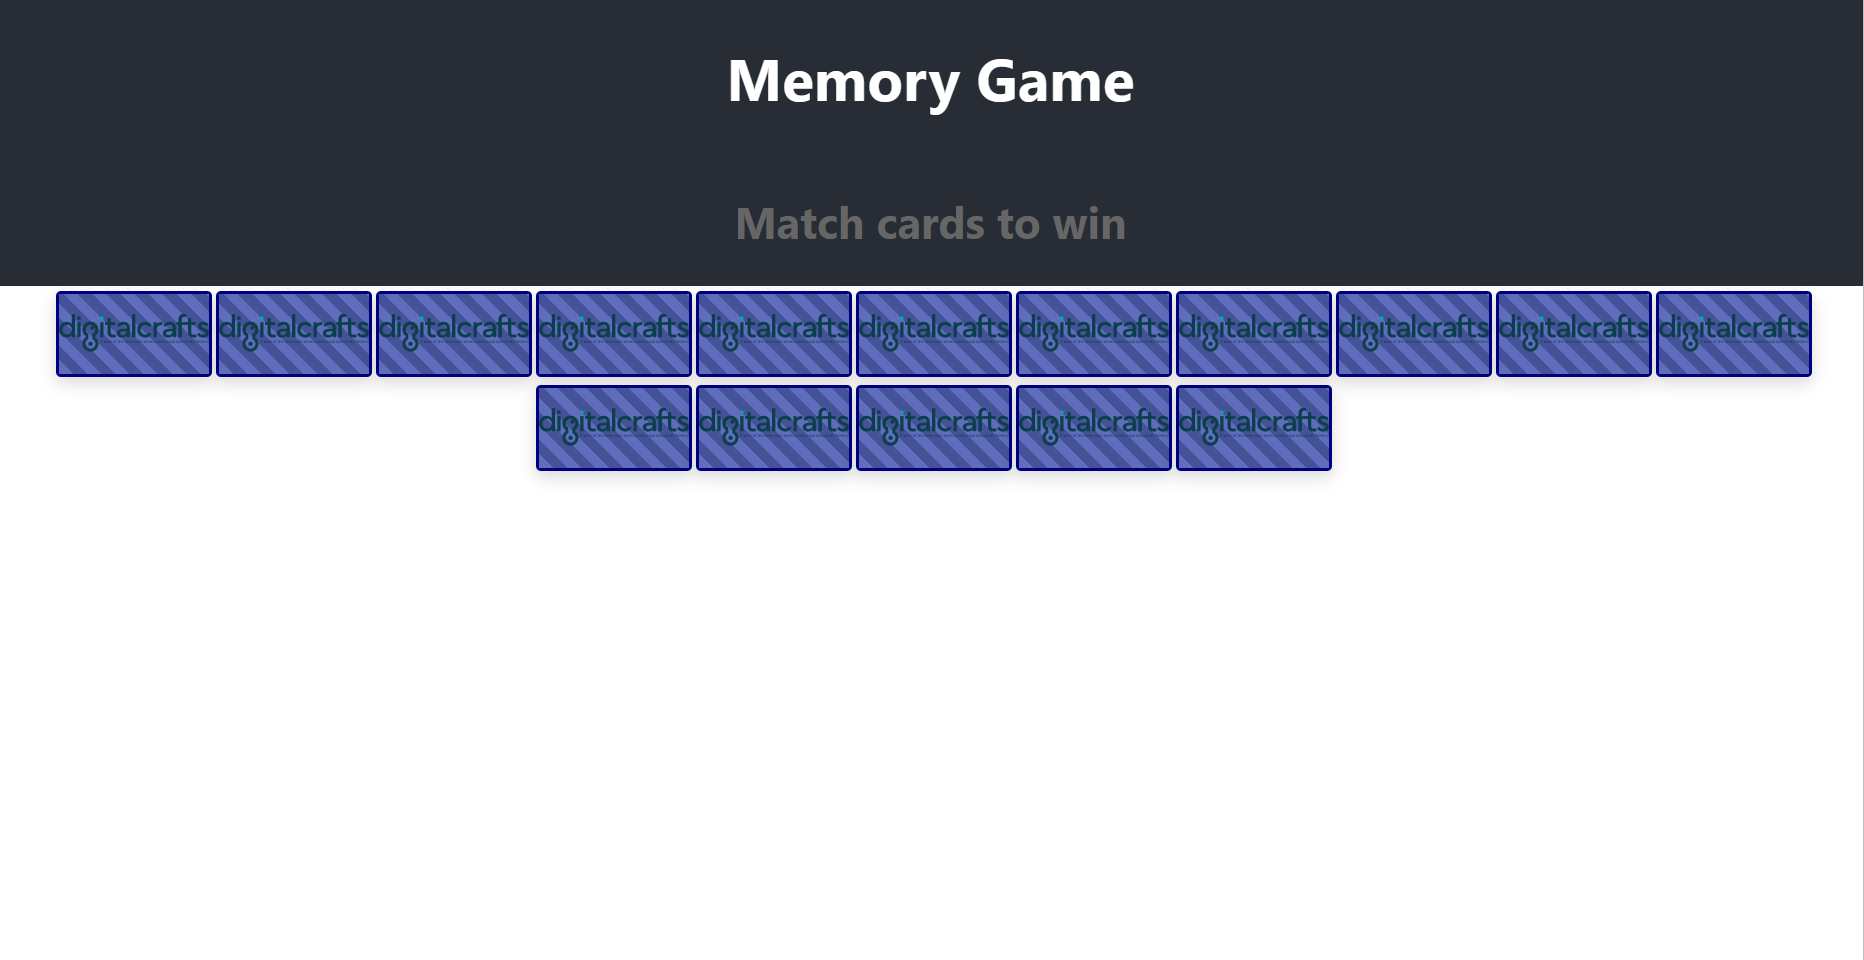 Memory Game
Match cards to win
digitalcrafts digitalcrafts digitalcrafts digitalcrafts digitalcrafts digitalcrafts digitalcrafts digitalcrafts digitalcrafts digitalcrafts digitalcrafts
digitalcrafts digitalcrafts digitalcrafts digitalcrafts digitalcrafts